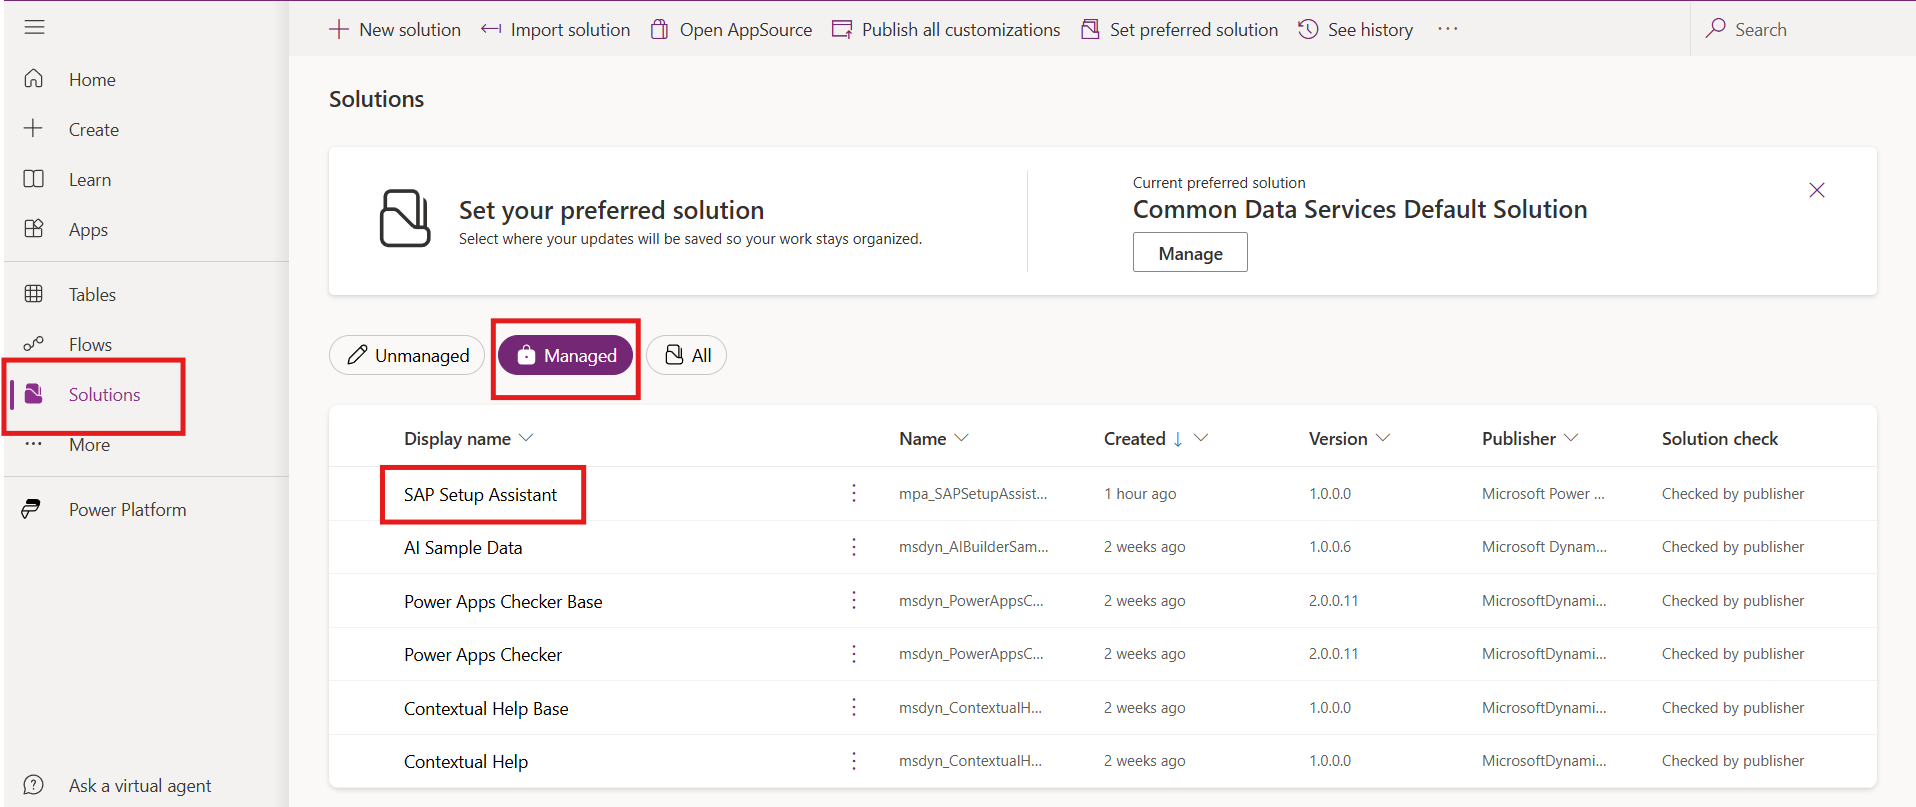 New solution
Import solution
Open AppSource
Publish all customizations
Set preferred solution
See history
...
Search
Home
Create
Learn
Apps
Tables
Flows
Solutions
More
Power Platform
Ask a virtual agent
Solutions
Set your preferred solution
Select where your updates will be saved so your work stays organized.
Current preferred solution
Common Data Services Default Solution
Manage
Unmanaged
Managed
All
Display name Name Created Version Publisher Solution check
SAP Setup Assistant mpa_SAPSetupAssist... 1 hour ago 1.0.0.0 Microsoft Power ... Checked by publisher
AI Sample Data msdyn_AIBuilderSam... 2 weeks ago 1.0.0.6 Microsoft Dynam... Checked by publisher
Power Apps Checker Base msdyn_PowerAppsC... 2 weeks ago 2.0.0.11 MicrosoftDynami... Checked by publisher
Power Apps Checker msdyn_PowerAppsC... 2 weeks ago 2.0.0.11 MicrosoftDynami... Checked by publisher
Contextual Help Base msdyn_ContextualH... 2 weeks ago 1.0.0.0 MicrosoftDynami... Checked by publisher
Contextual Help msdyn_ContextualH... 2 weeks ago 1.0.0.0 MicrosoftDynami... Checked by publisher